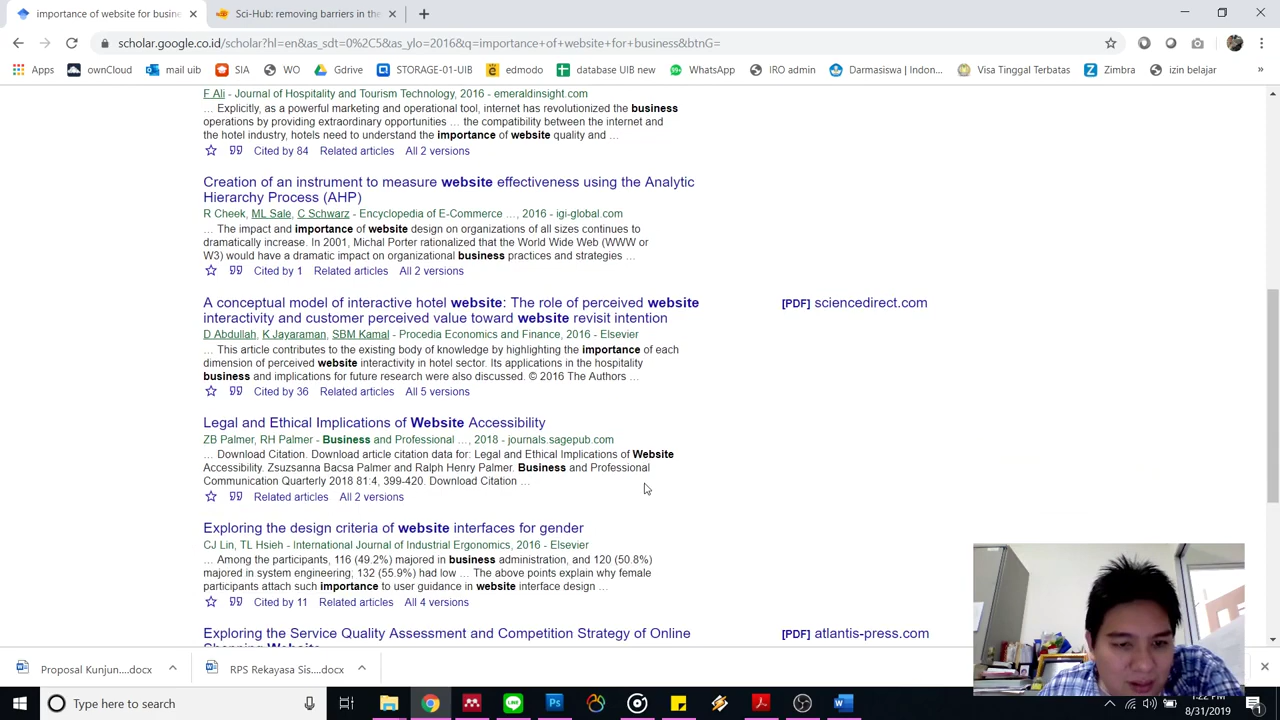 importance of website for busine
Sci-Hub: removing barriers in the
scholar.google.co.id/scholar?hl=en&as_sdt=0%2C5&as_ylo=2016&q=importance+of+website+for+business&btnG=
Apps ownCloud mail uib SIA WO Gdrive STORAGE-01-UIB edmodo database UIB new WhatsApp IRO admin Darmasiswa | Indon... Visa Tinggal Terbatas Zimbra izin belajar »
F Ali - Journal of Hospitality and Tourism Technology, 2016 - emeraldinsight.com
... Explicitly, as a powerful marketing and operational tool, internet has revolutionized the business
operations by providing extraordinary opportunities ... the compatibility between the internet and
the hotel industry, hotels need to understand the importance of website quality and ...
Cited by 84 Related articles All 2 versions
Creation of an instrument to measure website effectiveness using the Analytic
Hierarchy Process (AHP)
R Cheek, ML Sale, C Schwarz - Encyclopedia of E-Commerce ..., 2016 - igi-global.com
... The impact and importance of website design on organizations of all sizes continues to
dramatically increase. In 2001, Michal Porter rationalized that the World Wide Web (WWW or
W3) would have a dramatic impact on organizational business practices and strategies ...
Cited by 1 Related articles All 2 versions
A conceptual model of interactive hotel website: The role of perceived website
interactivity and customer perceived value toward website revisit intention
[PDF] sciencedirect.com
D Abdullah, K Jayaraman, SBM Kamal - Procedia Economics and Finance, 2016 - Elsevier
... This article contributes to the existing body of knowledge by highlighting the importance of each
dimension of perceived website interactivity in hotel sector. Its applications in the hospitality
business and implications for future research were also discussed. © 2016 The Authors ...
Cited by 36 Related articles All 5 versions
Legal and Ethical Implications of Website Accessibility
ZB Palmer, RH Palmer - Business and Professional ..., 2018 - journals.sagepub.com
... Download Citation. Download article citation data for: Legal and Ethical Implications of Website
Accessibility. Zsuzsanna Bacsa Palmer and Ralph Henry Palmer. Business and Professional
Communication Quarterly 2018 81:4, 399-420. Download Citation ...
Related articles All 2 versions
Exploring the design criteria of website interfaces for gender
CJ Lin, TL Hsieh - International Journal of Industrial Ergonomics, 2016 - Elsevier
... Among the participants, 116 (49.2%) majored in business administration, and 120 (50.8%)
majored in system engineering; 132 (55.9%) had low ... The above points explain why female
participants attach such importance to user guidance in website interface design ...
Cited by 11 Related articles All 4 versions
Exploring the Service Quality Assessment and Competition Strategy of Online
[PDF] atlantis-press.com
Shopping Website
Proposal Kunjun....docx
RPS Rekayasa Sis....docx
Type here to search
1:22 PM
8/31/2019